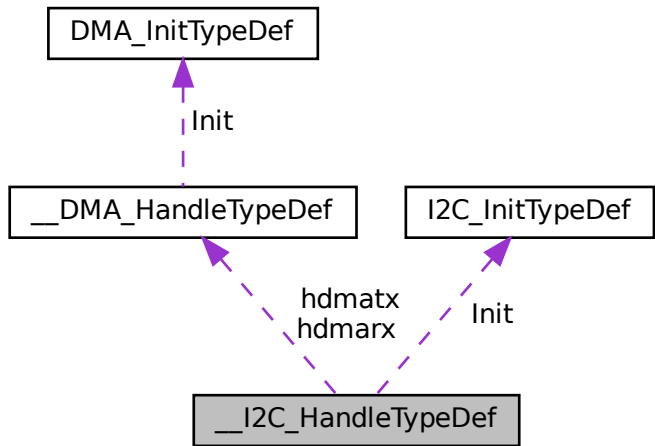 DMA_InitTypeDef
Init
__DMA_HandleTypeDef
I2C_InitTypeDef
hdmatx
hdmarx
Init
__I2C_HandleTypeDef